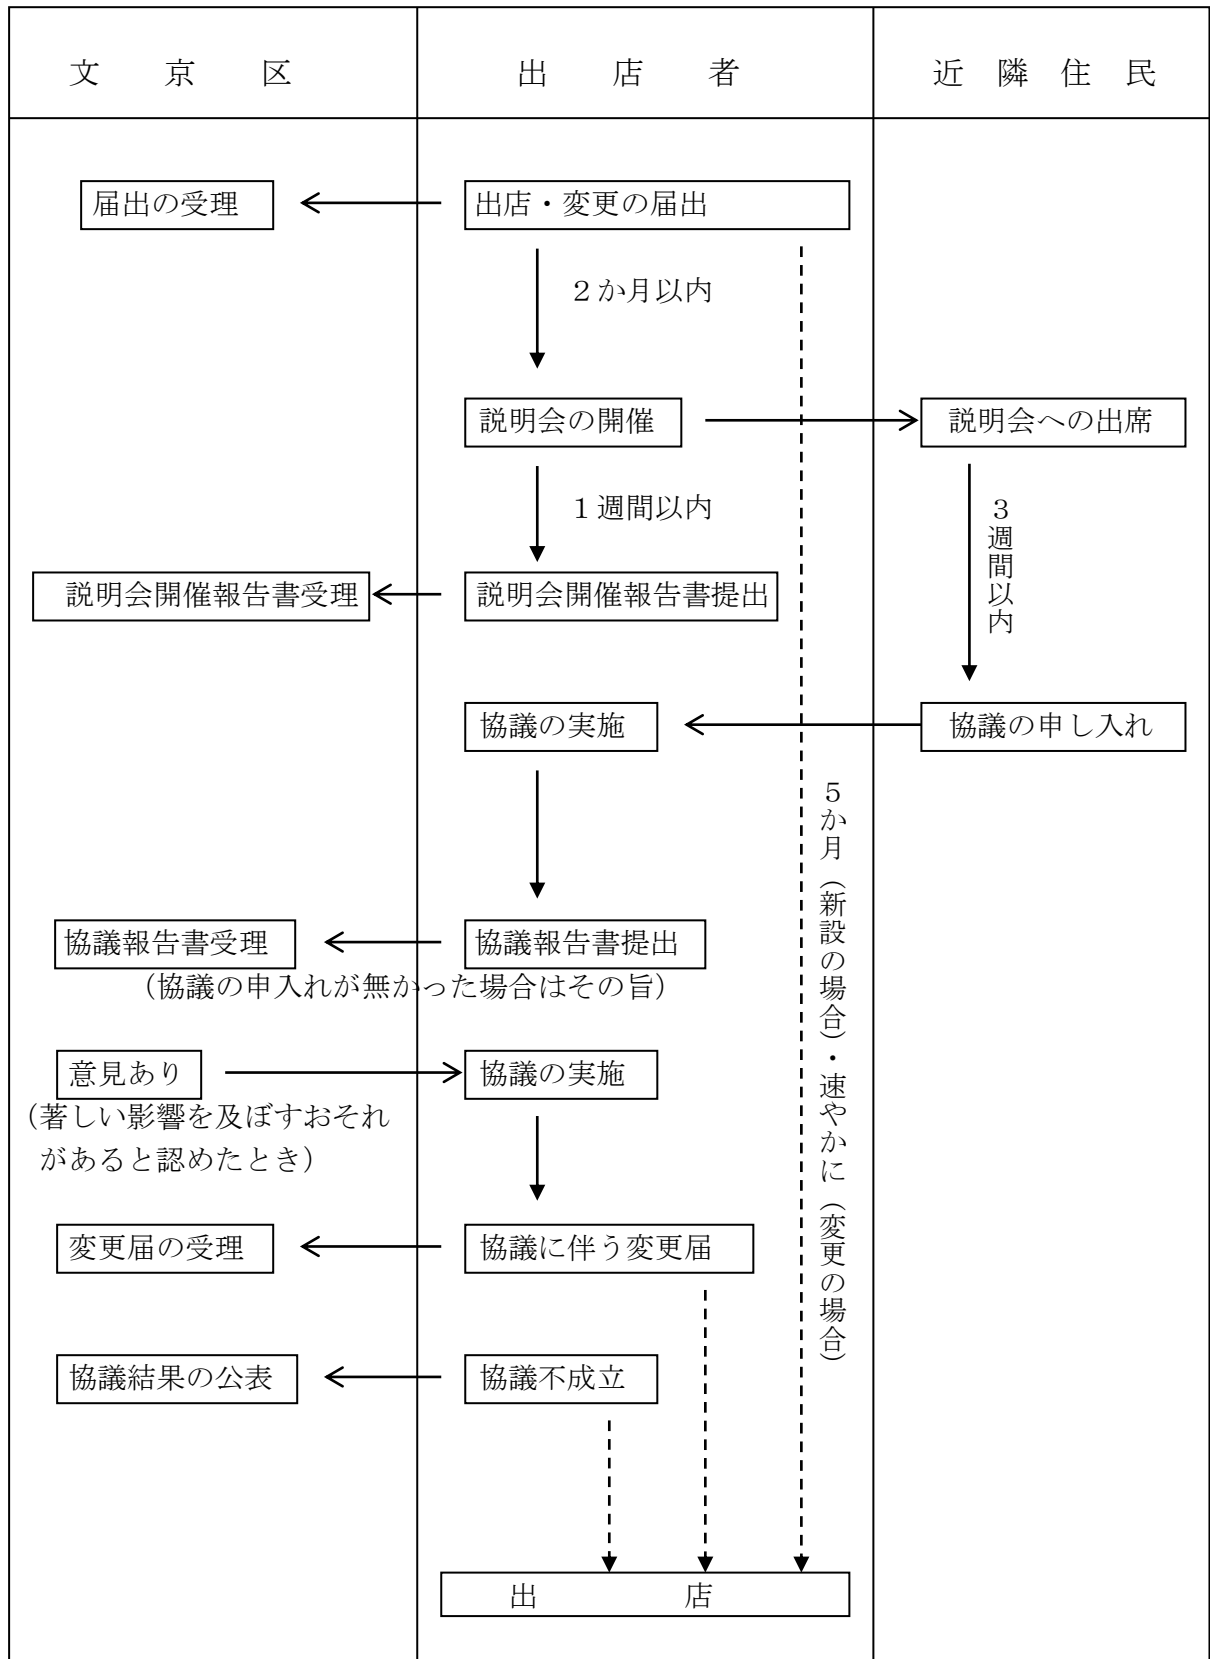 文京区
出店者
近隣住民
届出の受理
出店・変更の届出
２か月以内
説明会の開催
説明会への出席
１週間以内
３週間以内
説明会開催報告書受理
説明会開催報告書提出
協議の実施
協議の申し入れ
５か月（新設の場合）・速やかに（変更の場合）
協議報告書受理
協議報告書提出
（協議の申入れが無かった場合はその旨）
意見あり
協議の実施
（著しい影響を及ぼすおそれ
があると認めたとき）
変更届の受理
協議に伴う変更届
協議結果の公表
協議不成立
出店